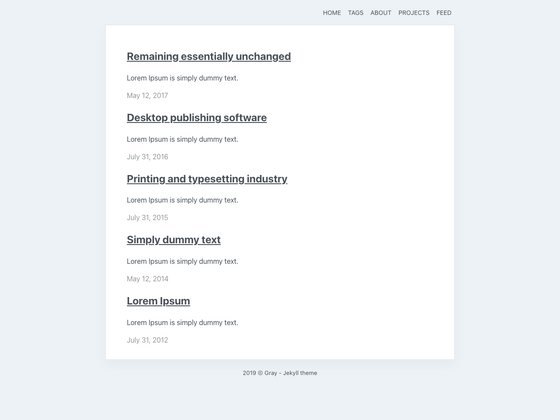 HOME TAGS ABOUT PROJECTS FEED
Remaining essentially unchanged
Lorem Ipsum is simply dummy text.
May 12, 2017
Desktop publishing software
Lorem Ipsum is simply dummy text.
July 31, 2016
Printing and typesetting industry
Lorem Ipsum is simply dummy text.
July 31, 2015
Simply dummy text
Lorem Ipsum is simply dummy text.
May 12, 2014
Lorem Ipsum
Lorem Ipsum is simply dummy text.
July 31, 2012
2019 © Gray - Jekyll theme